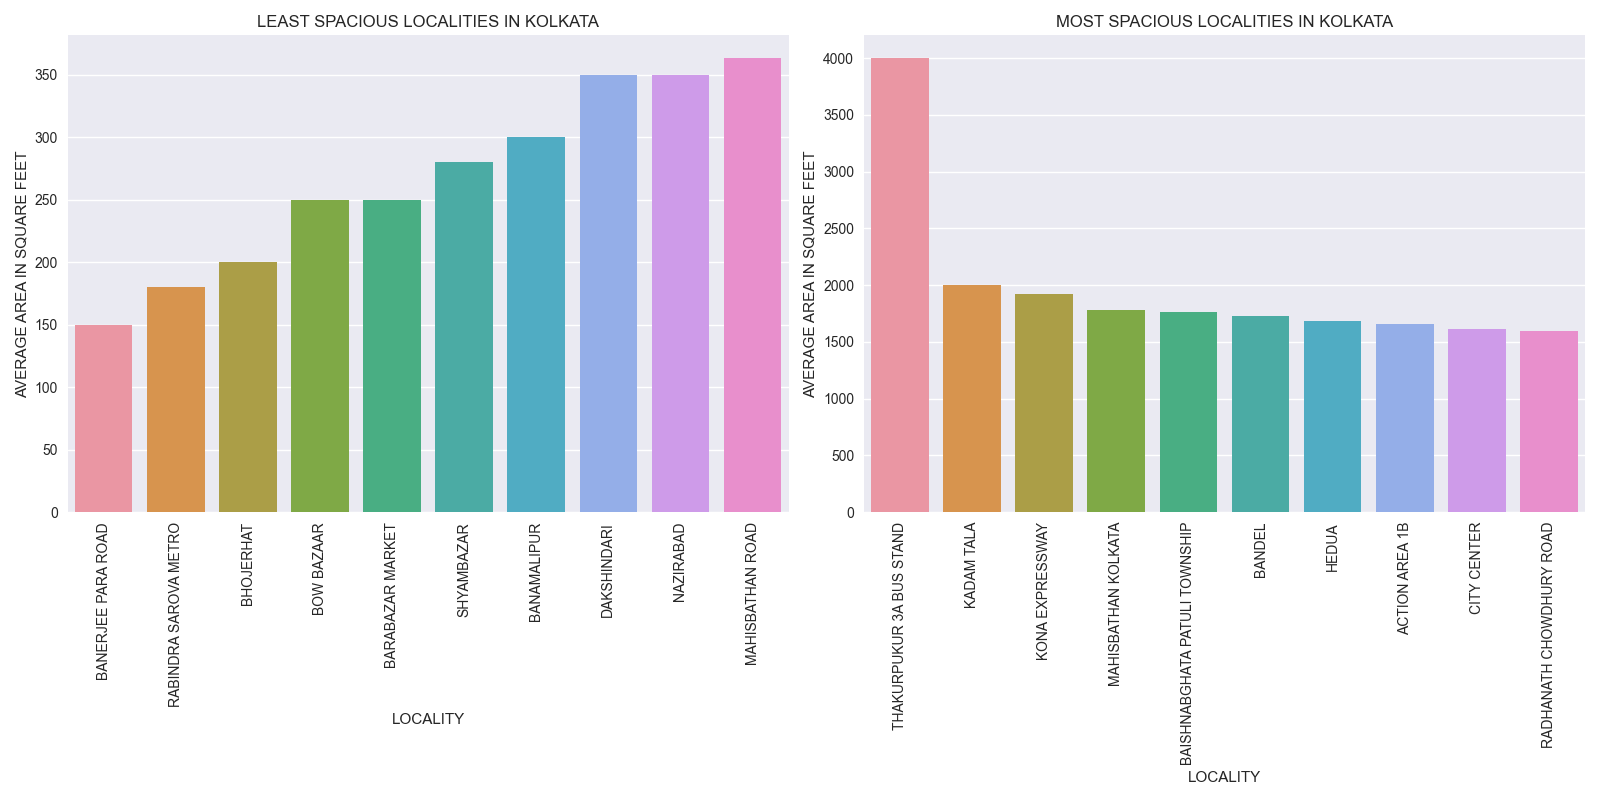 LEAST SPACIOUS LOCALITIES IN KOLKATA
AVERAGE AREA IN SQUARE FEET
350
300
250
200
150
100
50
0
BANERJEE PARA ROAD
RABINDRA SAROVA METRO
BHOJERHAT
BOW BAZAAR
BARABAZAR MARKET
SHYAMBAZAR
BANAMALIPUR
DAKSHINDARI
NAZIRABAD
MAHISBATHAN ROAD
LOCALITY
MOST SPACIOUS LOCALITIES IN KOLKATA
AVERAGE AREA IN SQUARE FEET
4000
3500
3000
2500
2000
1500
1000
500
0
THAKURPUKUR 3A BUS STAND
KADAM TALA
KONA EXPRESSWAY
MAHISBATHAN KOLKATA
BAISHNABGHATA PATULI TOWNSHIP
BANDEL
HEDUA
ACTION AREA 1B
CITY CENTER
RADHANATH CHOWDHURY ROAD
LOCALITY